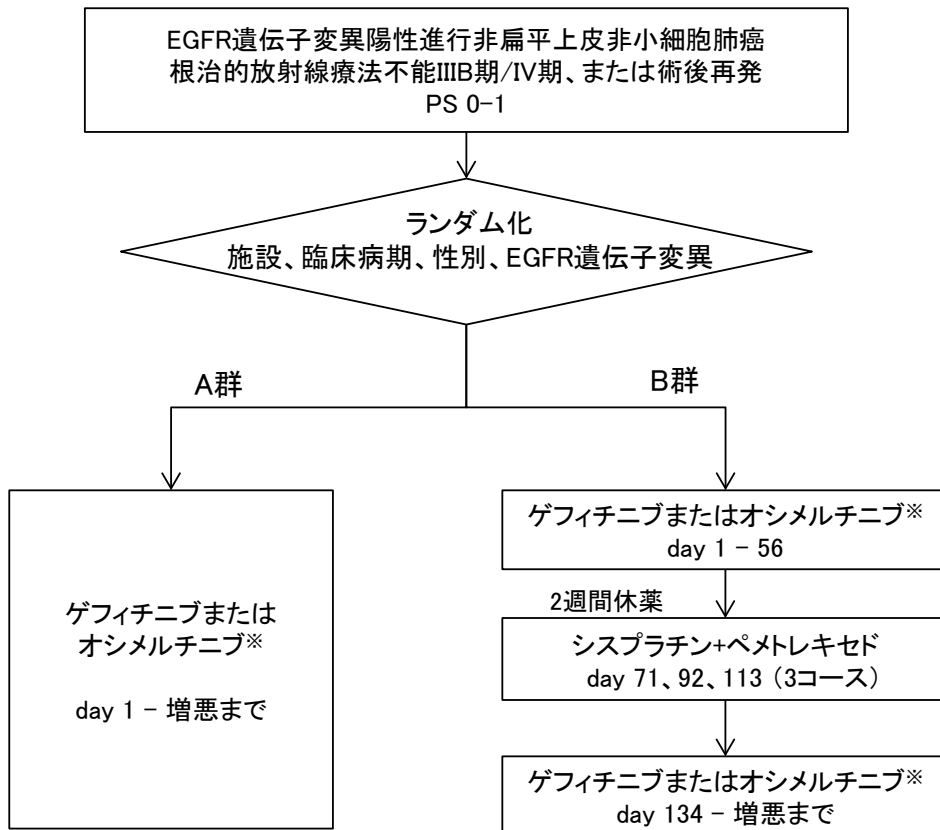 EGFR遺伝子変異陽性進行非扁平上皮非小細胞肺癌
根治的放射線療法不能IIIB期/IV期、または術後再発
PS 0-1
ランダム化
施設、臨床病期、性別、EGFR遺伝子変異
A群
B群
ゲフィチニブまたは
オシメルチニブ※
day 1 - 増悪まで
ゲフィチニブまたはオシメルチニブ※
day 1 - 56
2週間休薬
シスプラチン+ペメトレキセド
day 71、92、113 (3コース)
ゲフィチニブまたはオシメルチニブ※
day 134 - 増悪まで